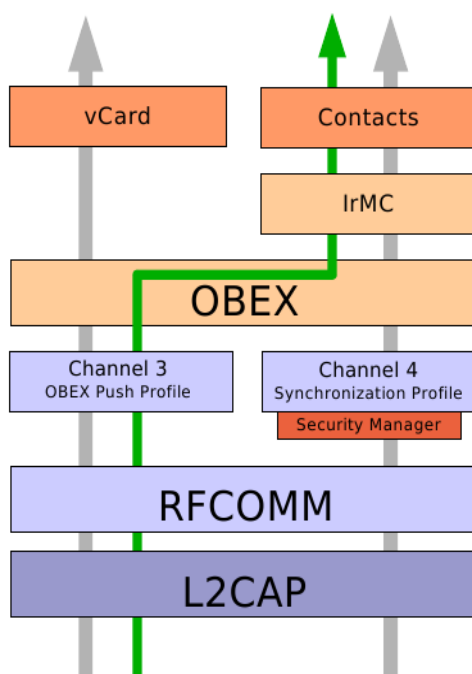 vCard
Contacts
IrMC
OBEX
Channel 3
OBEX Push Profile
Channel 4
Synchronization Profile
Security Manager
RFCOMM
L2CAP